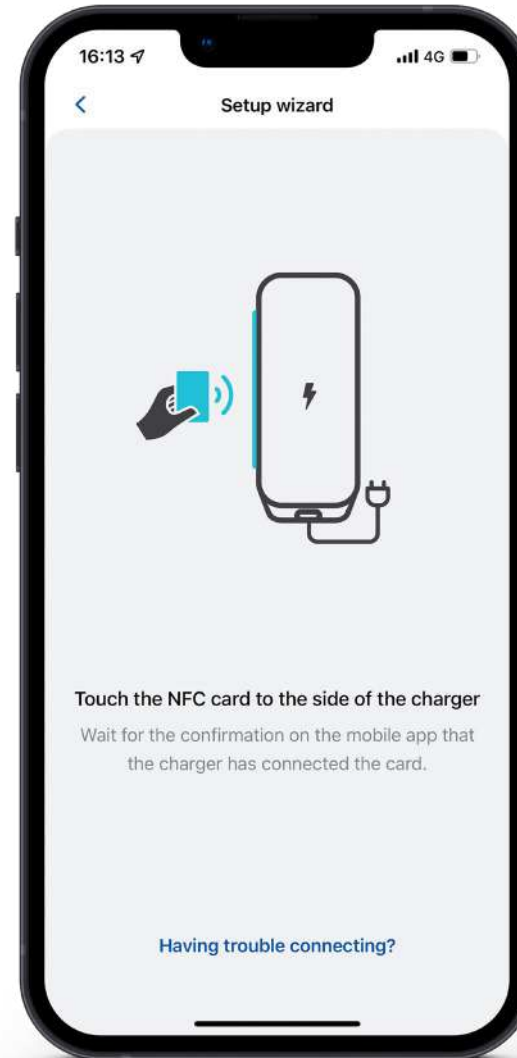 16:13
4G
Setup wizard
Touch the NFC card to the side of the charger
Wait for the confirmation on the mobile app that
the charger has connected the card.
Having trouble connecting?